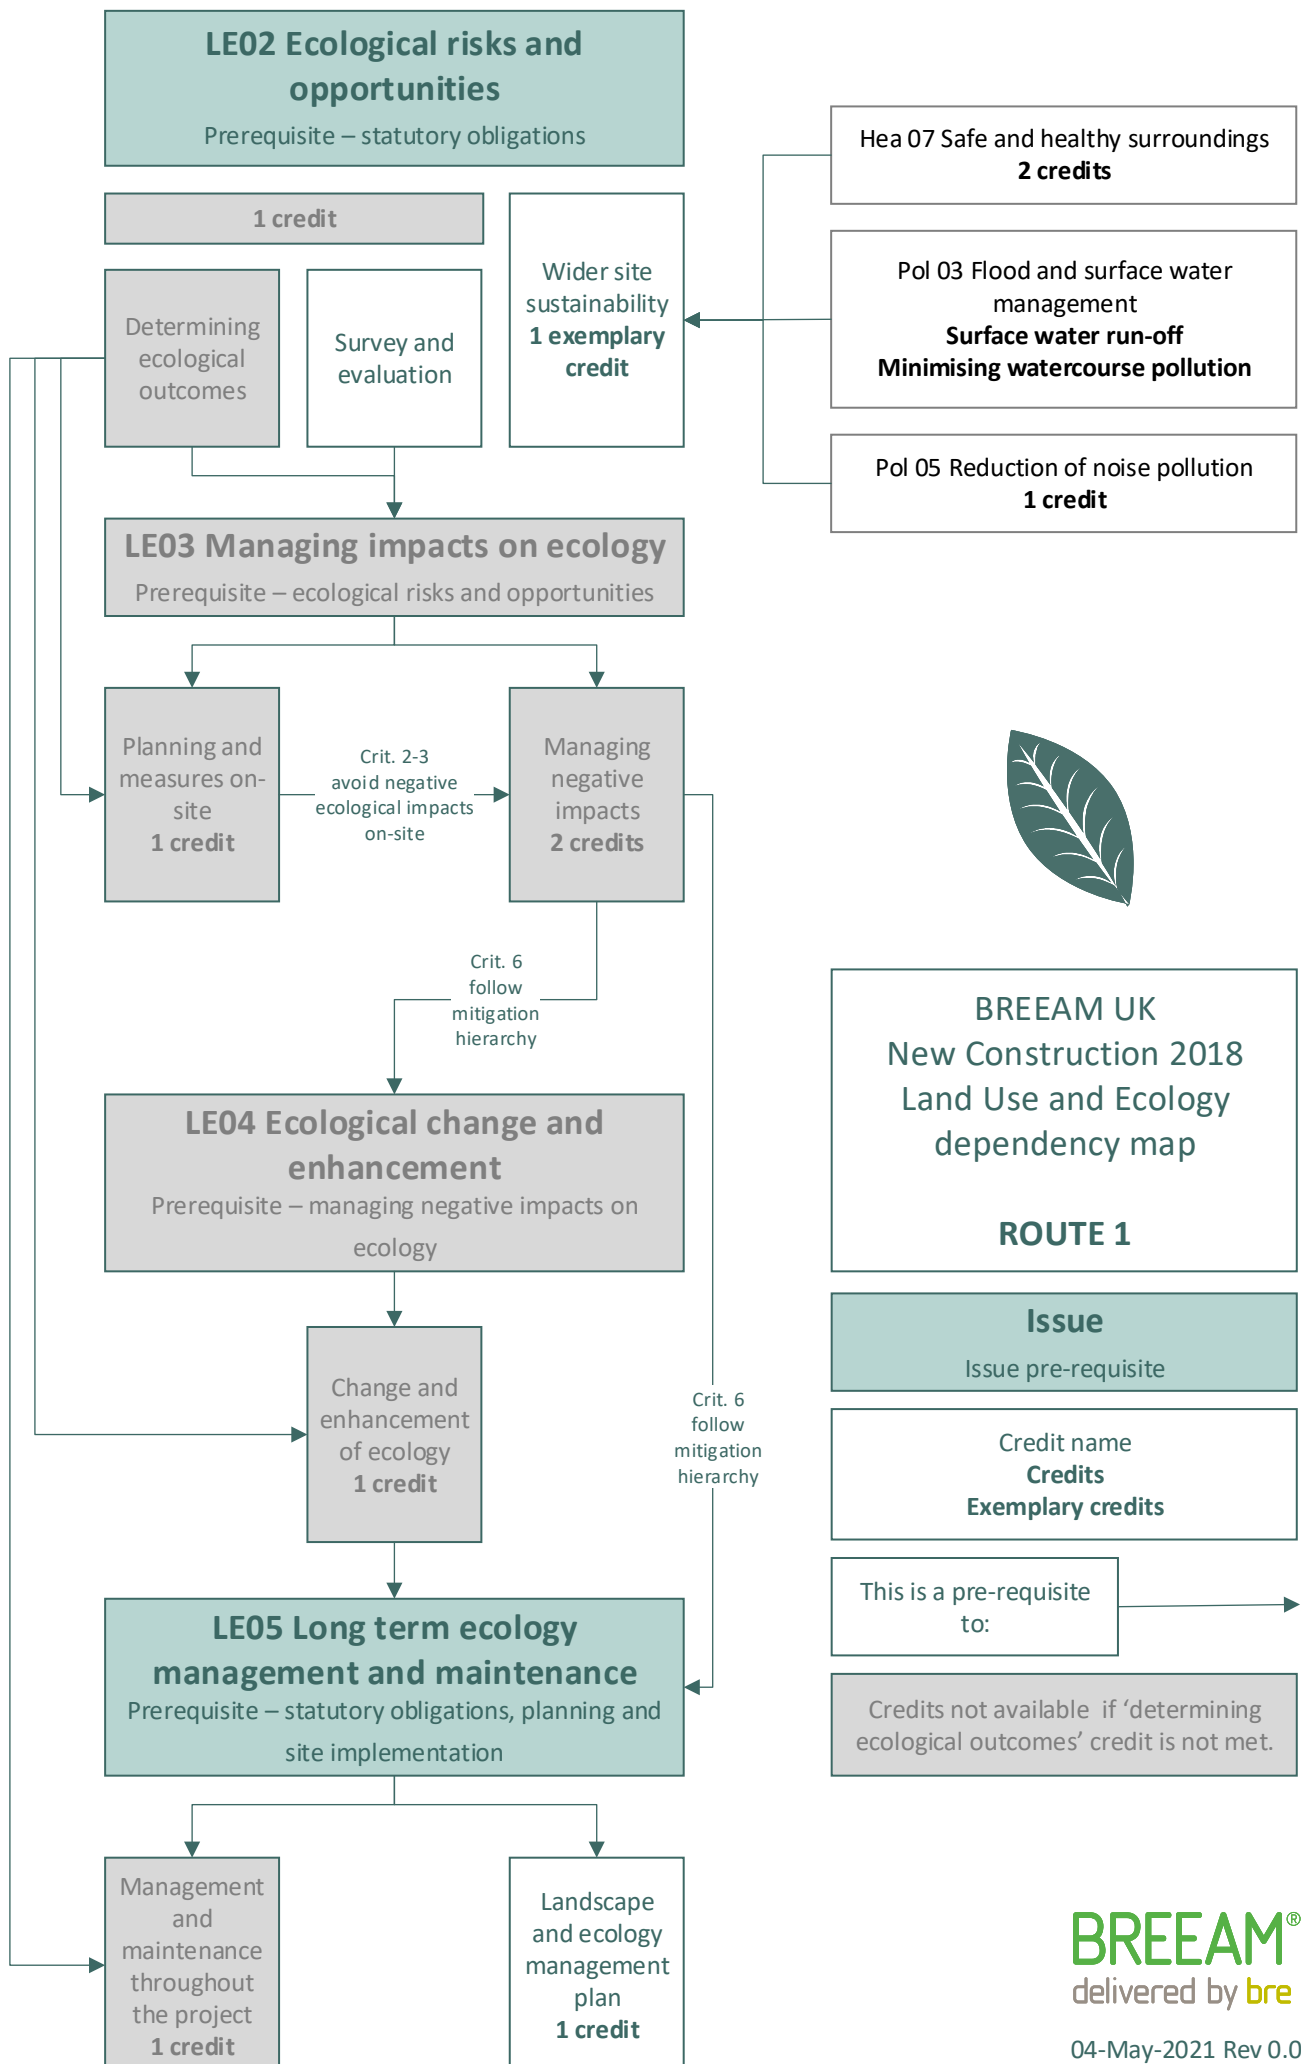 LE02 Ecological risks and
opportunities
Prerequisite – statutory obligations
1 credit
Determining
ecological
outcomes
Survey and
evaluation
Wider site
sustainability
1 exemplary
credit
Hea 07 Safe and healthy surroundings
2 credits
Pol 03 Flood and surface water
management
Surface water run-off
Minimising watercourse pollution
Pol 05 Reduction of noise pollution
1 credit
LE03 Managing impacts on ecology
Prerequisite – ecological risks and opportunities
Planning and
measures on-
site
1 credit
Crit. 2-3
avoid negative
ecological impacts
on-site
Managing
negative
impacts
2 credits
Crit. 6
follow
mitigation
hierarchy
LE04 Ecological change and
enhancement
Prerequisite – managing negative impacts on
ecology
Change and
enhancement
of ecology
1 credit
Crit. 6
follow
mitigation
hierarchy
LE05 Long term ecology
management and maintenance
Prerequisite – statutory obligations, planning and
site implementation
Management
and
maintenance
throughout
the project
1 credit
Landscape
and ecology
management
plan
1 credit
BREEAM UK
New Construction 2018
Land Use and Ecology
dependency map
ROUTE 1
Issue
Issue pre-requisite
Credit name
Credits
Exemplary credits
This is a pre-requisite
to:
Credits not available if ‘determining
ecological outcomes’ credit is not met.
BREEAM®
delivered by bre
04-May-2021 Rev 0.0